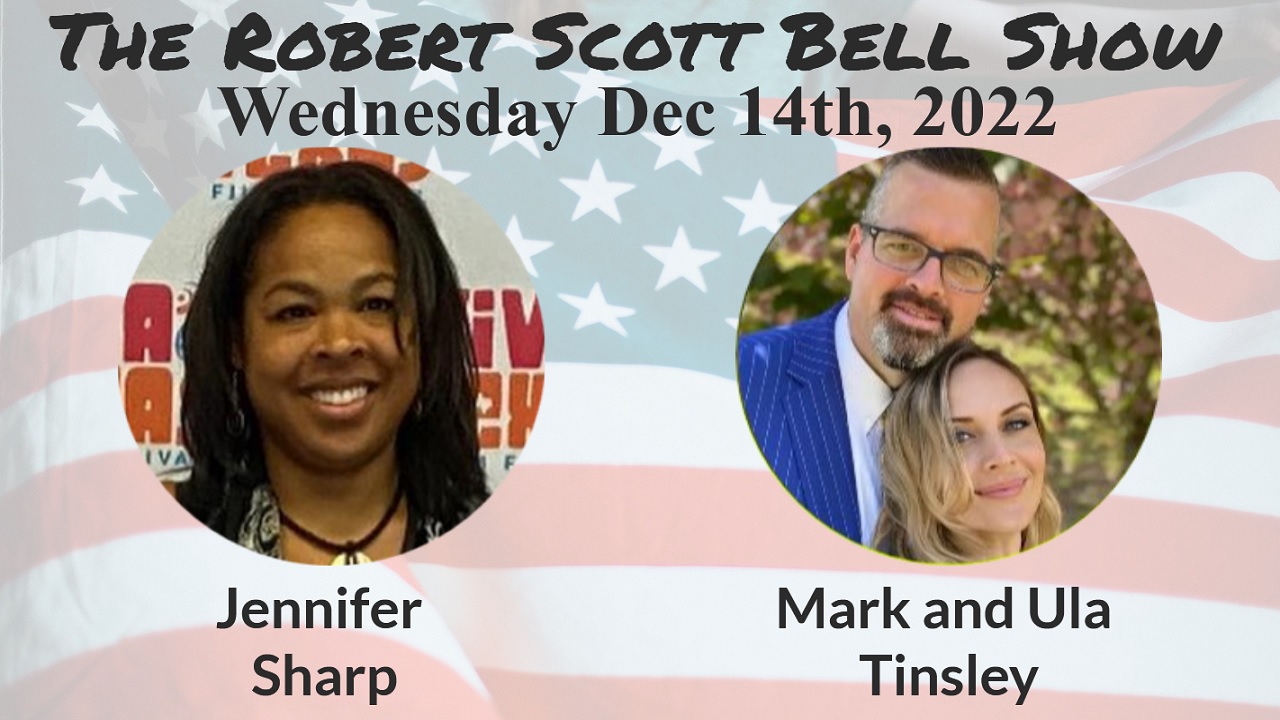 The Robert Scott Bell Show
Wednesday Dec 14th, 2022
Jennifer
Sharp
Mark and Ula
Tinsley